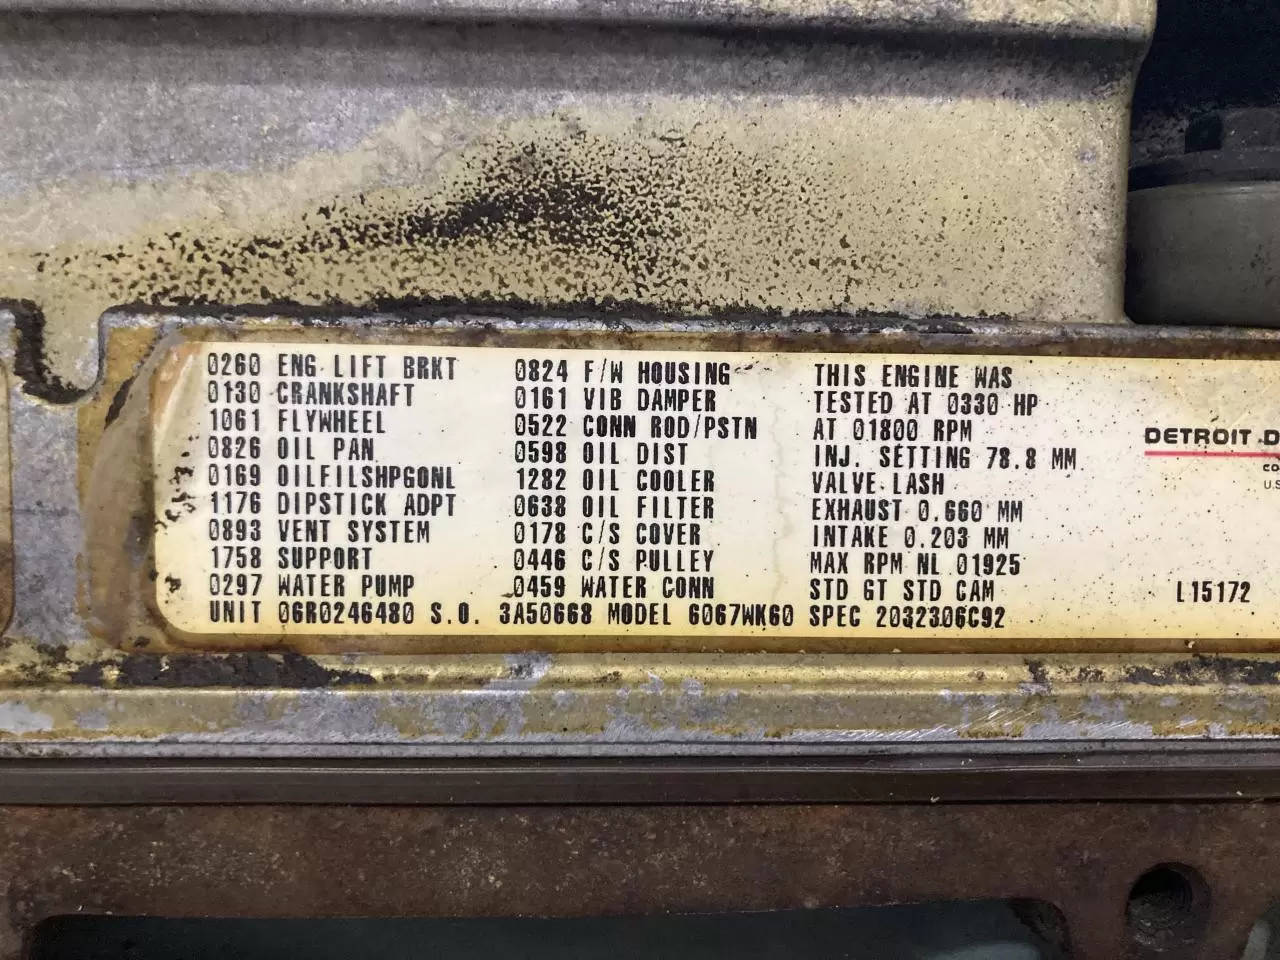 0260 ENG LIFT BRKT 0824 F/W HOUSING THIS ENGINE WAS
0130 CRANKSHAFT 0161 VIB DAMPER TESTED AT 0330 HP
1061 FLYWHEEL 0522 CONN ROD/PSTN AT 01800 RPM
0826 OIL PAN 0598 OIL DIST INJ. SETTING 78.8 MM
0169 OILFILSHPGONL 1282 OIL COOLER VALVE LASH
1176 DIPSTICK ADPT 0638 OIL FILTER EXHAUST 0.660 MM
0893 VENT SYSTEM 0178 C/S COVER INTAKE 0.203 MM
1758 SUPPORT 0446 C/S PULLEY MAX RPM NL 01925
0297 WATER PUMP 0459 WATER CONN STD GT STD CAM
UNIT 06R0246480 S.O. 3A50668 MODEL 6067WK60 SPEC 2032306C92
DETROIT D
CO
U.S
L15172